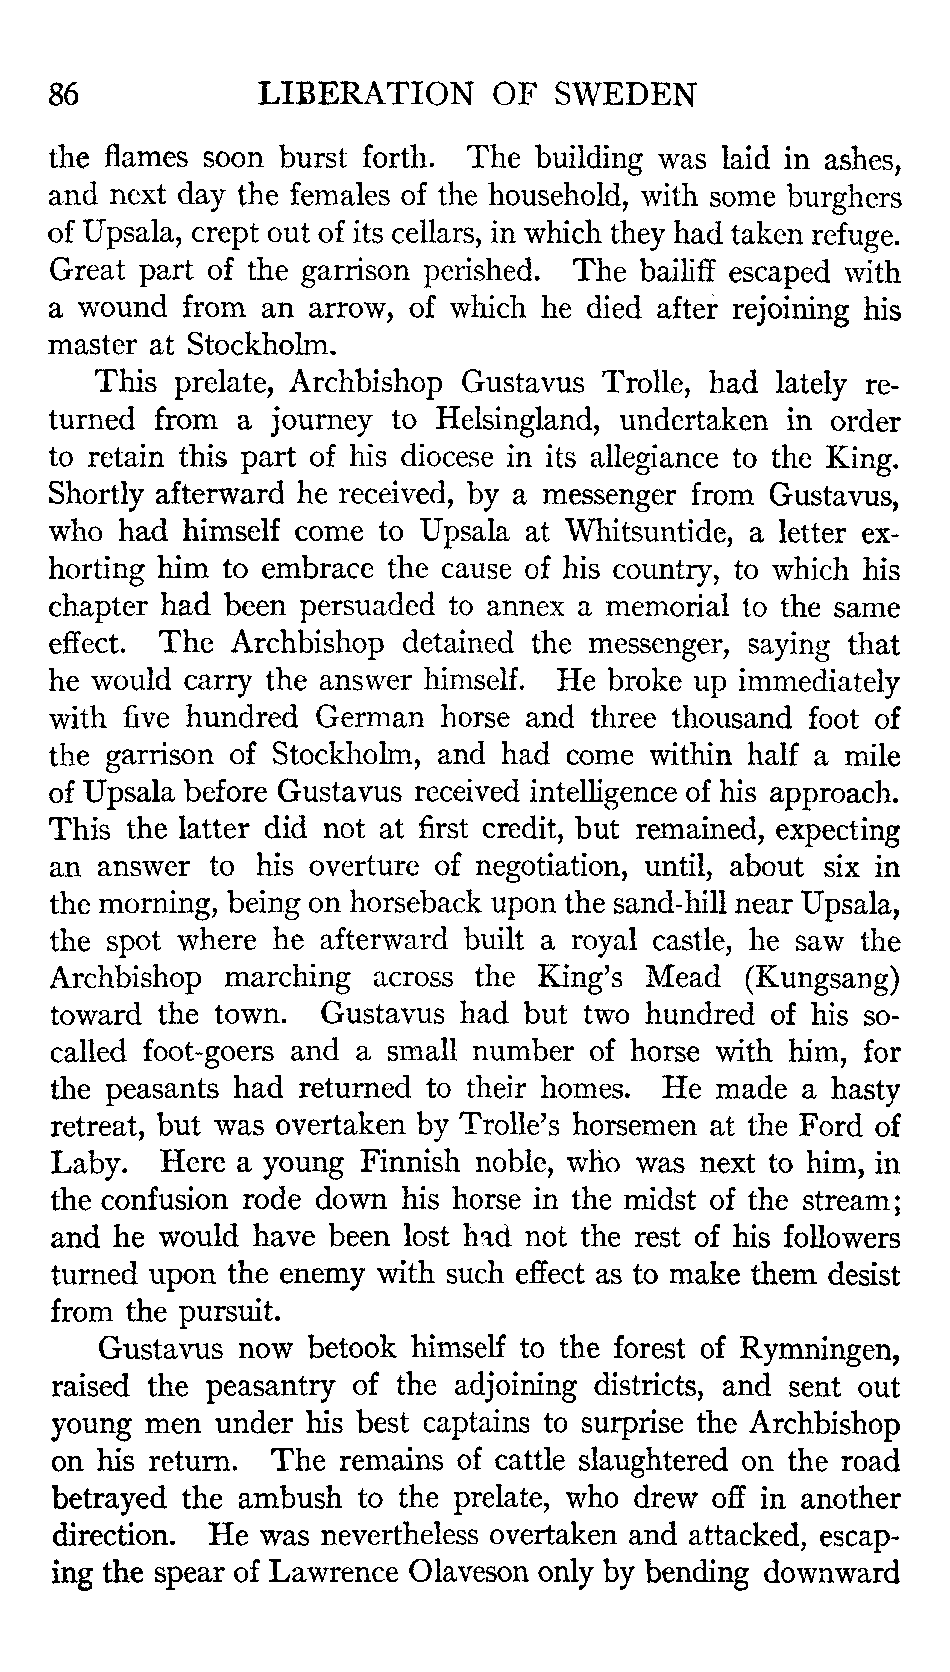 86 LIBERATION OF SWEDEN
the flames soon burst forth. The building was laid in ashes,
and next day the females of the household, with some burghers
of Upsala, crept out of its cellars, in which they had taken refuge.
Great part of the garrison perished. The bailiff escaped with
a wound from an arrow, of which he died after rejoining his
master at Stockholm.
This prelate, Archbishop Gustavus Trolle, had lately re-
turned from a journey to Helsingland, undertaken in order
to retain this part of his diocese in its allegiance to the King.
Shortly afterward he received, by a messenger from Gustavus,
who had himself come to Upsala at Whitsuntide, a letter ex-
horting him to embrace the cause of his country, to which his
chapter had been persuaded to annex a memorial to the same
effect. The Archbishop detained the messenger, saying that
he would carry the answer himself. He broke up immediately
with five hundred German horse and three thousand foot of
the garrison of Stockholm, and had come within half a mile
of Upsala before Gustavus received intelligence of his approach.
This the latter did not at first credit, but remained, expecting
an answer to his overture of negotiation, until, about six in
the morning, being on horseback upon the sand-hill near Upsala,
the spot where he afterward built a royal castle, he saw the
Archbishop marching across the King's Mead (Kungsang)
toward the town. Gustavus had but two hundred of his so-
called foot-goers and a small number of horse with him, for
the peasants had returned to their homes. He made a hasty
retreat, but was overtaken by Trolle's horsemen at the Ford of
Laby. Here a young Finnish noble, who was next to him, in
the confusion rode down his horse in the midst of the stream;
and he would have been lost had not the rest of his followers
turned upon the enemy with such effect as to make them desist
from the pursuit.
Gustavus now betook himself to the forest of Rymningen,
raised the peasantry of the adjoining districts, and sent out
young men under his best captains to surprise the Archbishop
on his return. The remains of cattle slaughtered on the road
betrayed the ambush to the prelate, who drew off in another
direction. He was nevertheless overtaken and attacked, escap-
ing the spear of Lawrence Olaveson only by bending downward